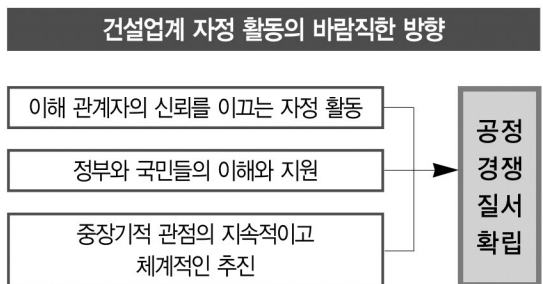 건설업계 자정 활동의 바람직한 방향
이해 관계자의 신뢰를 이끄는 자정 활동
정부와 국민들의 이해와 지원
중장기적 관점의 지속적이고
체계적인 추진
공정
경쟁
질서
확립